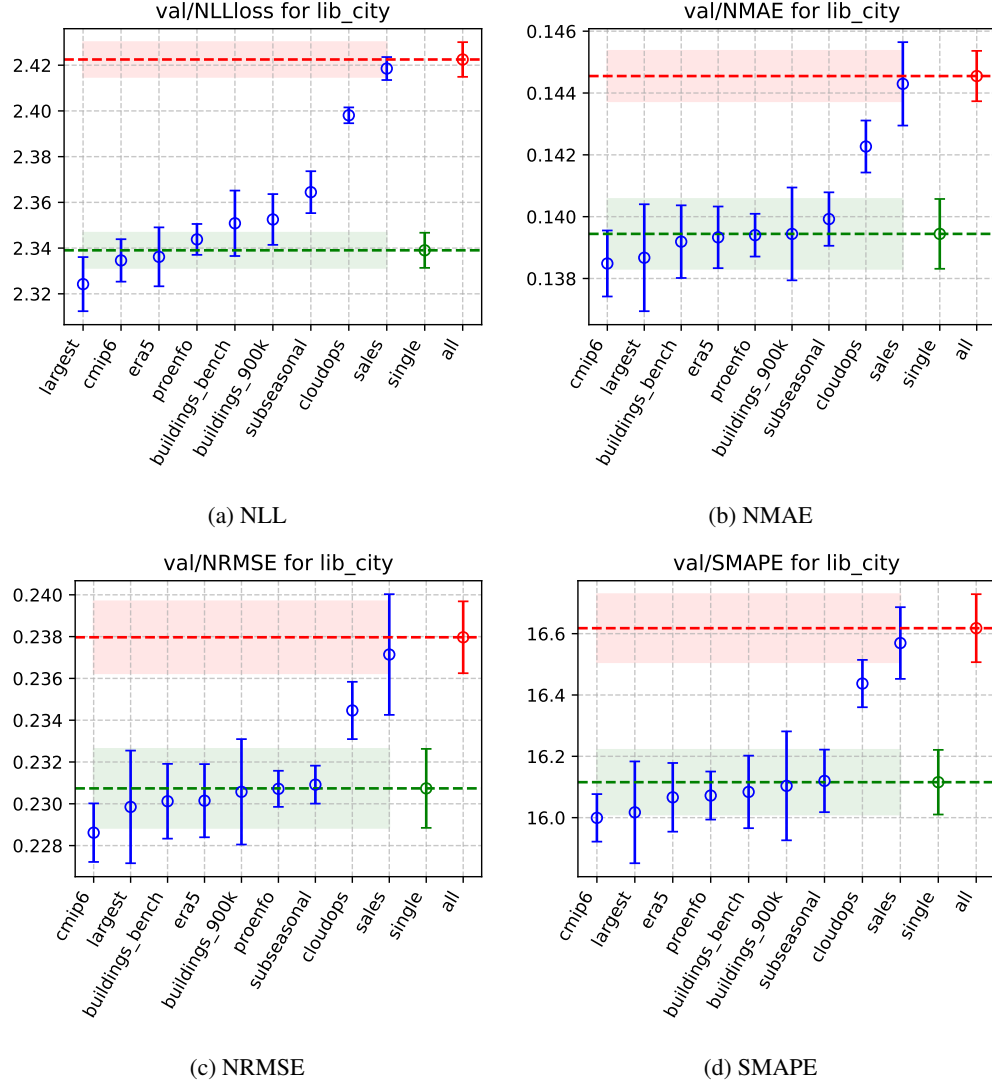 val/NLLloss for lib_city
2.42
2.40
2.38
2.36
2.34
2.32
largest
cmip6
era5
proenfo
buildings_bench
buildings_900k
subseasonal
cloudops
sales
single
all
(a) NLL
val/NMAE for lib_city
0.146
0.144
0.142
0.140
0.138
cmip6
largest
buildings_bench
era5
proenfo
buildings_900k
subseasonal
cloudops
sales
single
all
(b) NMAE
val/NRMSE for lib_city
0.240
0.238
0.236
0.234
0.232
0.230
0.228
cmip6
largest
buildings_bench
era5
buildings_900k
proenfo
subseasonal
cloudops
sales
single
all
(c) NRMSE
val/SMAPE for lib_city
16.6
16.4
16.2
16.0
cmip6
largest
era5
proenfo
buildings_bench
buildings_900k
subseasonal
cloudops
sales
single
all
(d) SMAPE